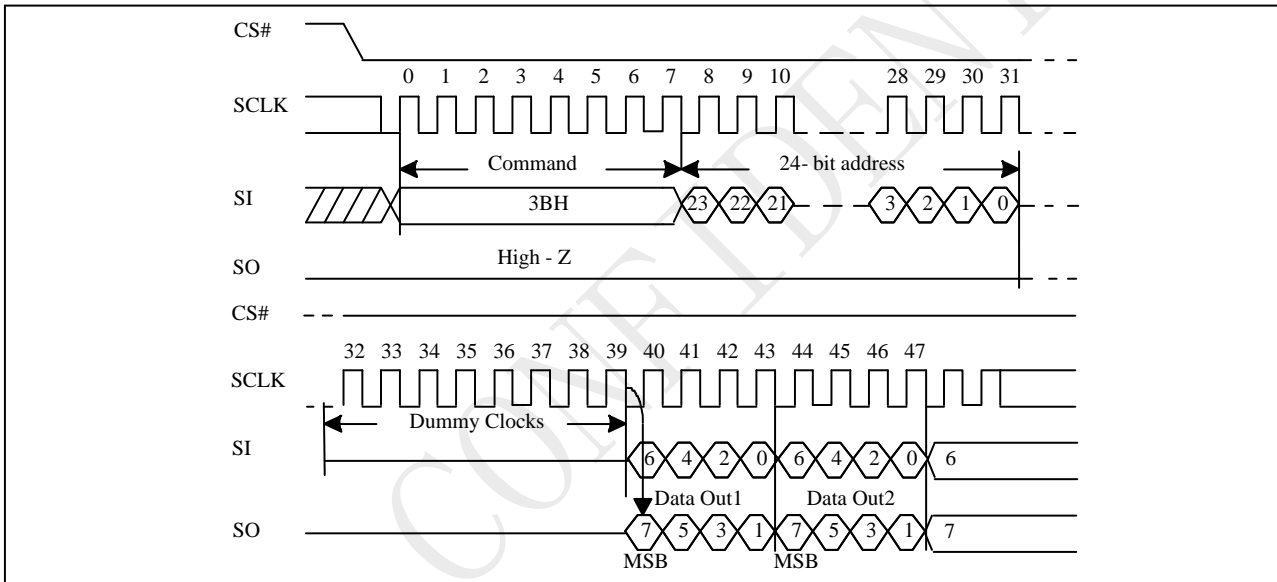 CS#
0 1 2 3 4 5 6 7 8 9 10 28 29 30 31
SCLK
Command 24- bit address
SI 3BH 23 22 21 3 2 1 0
High - Z
SO
CS#
32 33 34 35 36 37 38 39 40 41 42 43 44 45 46 47
SCLK
Dummy Clocks
SI 6 4 2 0 6 4 2 0 6
Data Out1 Data Out2
SO 7 5 3 1 7 5 3 1 7
MSB MSB
CONFIDEN